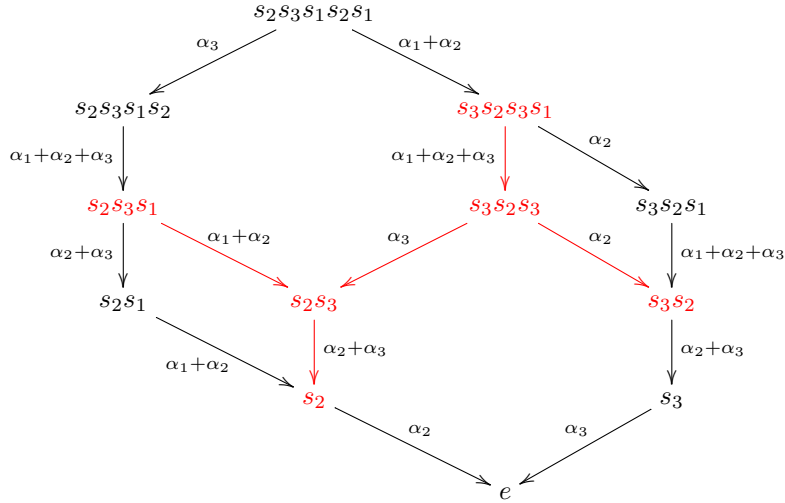 s₂s₃s₁s₂s₁
α₃ α₁+α₂
s₂s₃s₁s₂ s₃s₂s₃s₁
α₁+α₂+α₃ α₁+α₂+α₃ α₂
s₂s₃s₁ s₃s₂s₃ s₃s₂s₁
α₂+α₃ α₁+α₂ α₃ α₂ α₁+α₂+α₃
s₂s₁ s₂s₃ s₃s₂
α₁+α₂ α₂+α₃ α₂+α₃
s₂ s₃
α₂ α₃
e